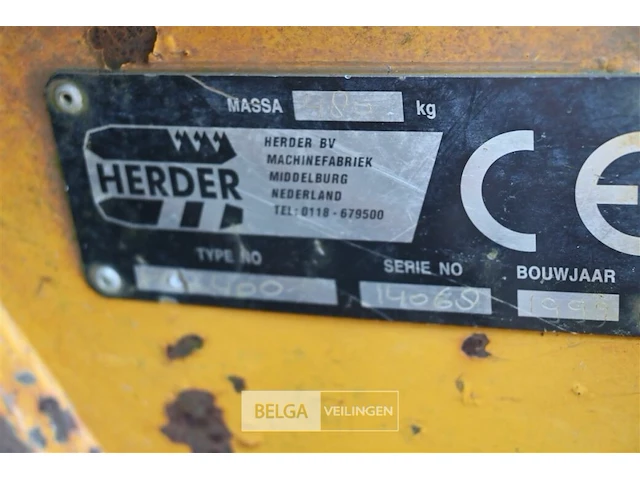 MASSA kg
HERDER
HERDER BV
MACHINEFABRIEK
MIDDELBURG
NEDERLAND
TEL: 0118 - 679500
CE
TYPE NO SERIE NO BOUWJAAR
14068
BELGA VEILINGEN